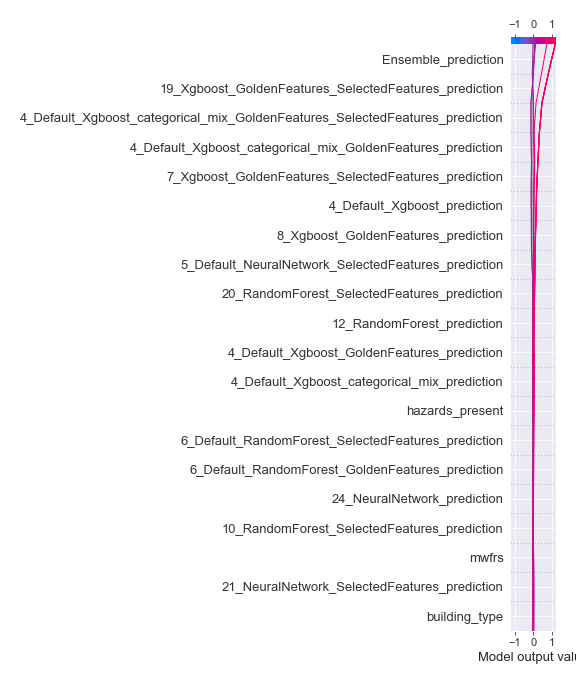 −1 0 1
Ensemble_prediction
19_Xgboost_GoldenFeatures_SelectedFeatures_prediction
4_Default_Xgboost_categorical_mix_GoldenFeatures_SelectedFeatures_prediction
4_Default_Xgboost_categorical_mix_GoldenFeatures_prediction
7_Xgboost_GoldenFeatures_SelectedFeatures_prediction
4_Default_Xgboost_prediction
8_Xgboost_GoldenFeatures_prediction
5_Default_NeuralNetwork_SelectedFeatures_prediction
20_RandomForest_SelectedFeatures_prediction
12_RandomForest_prediction
4_Default_Xgboost_GoldenFeatures_prediction
4_Default_Xgboost_categorical_mix_prediction
hazards_present
6_Default_RandomForest_SelectedFeatures_prediction
6_Default_RandomForest_GoldenFeatures_prediction
24_NeuralNetwork_prediction
10_RandomForest_SelectedFeatures_prediction
mwfrs
21_NeuralNetwork_SelectedFeatures_prediction
building_type
−1 0 1
Model output valu